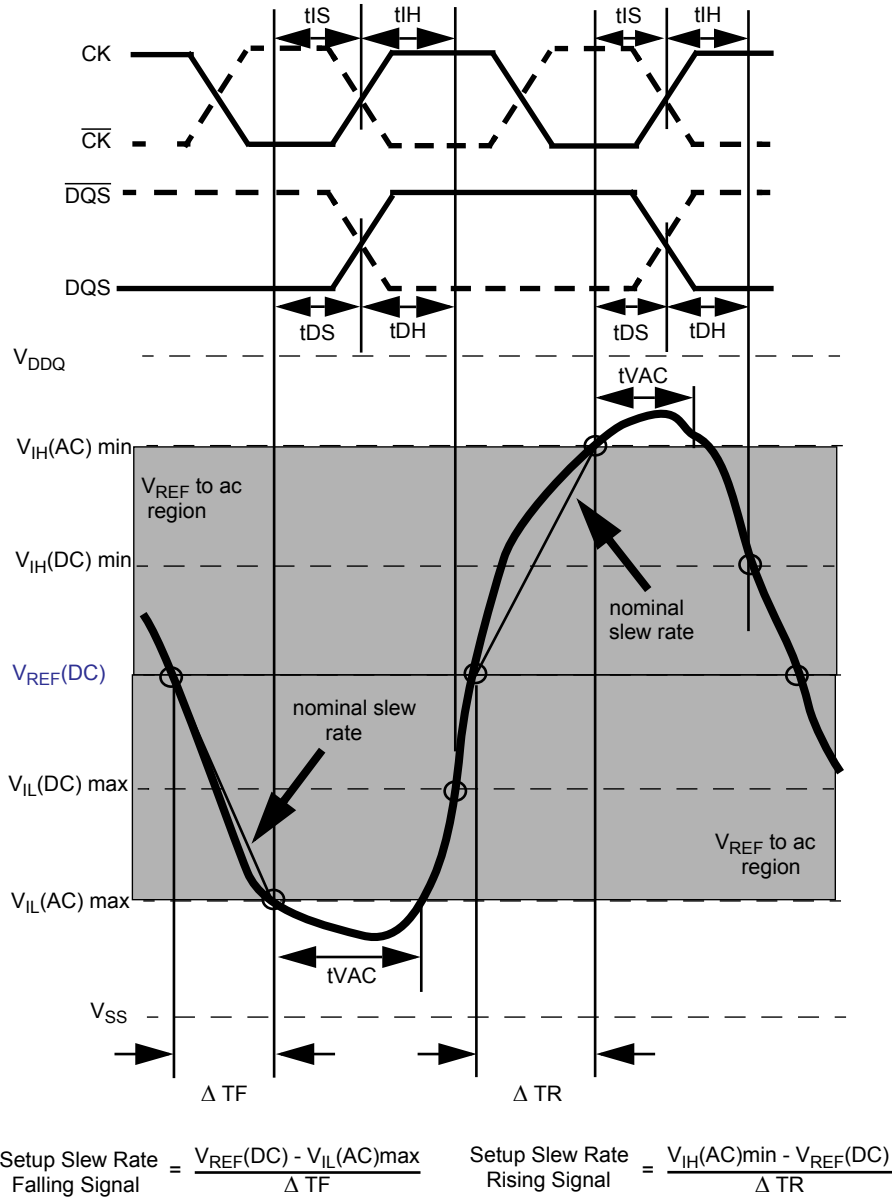 tIS tIH tIS tIH
CK
CK
DQS
DQS
tDS tDH tDS tDH
VDDQ
tVAC
VIH(AC) min
VREF to ac
region
VIH(DC) min
nominal
slew rate
VREF(DC)
nominal slew
rate
VIL(DC) max
VREF to ac
region
VIL(AC) max
tVAC
VSS
Δ TF Δ TR
Setup Slew Rate
Falling Signal = VREF(DC) - VIL(AC)max
Δ TF
Setup Slew Rate
Rising Signal = VIH(AC)min - VREF(DC)
Δ TR